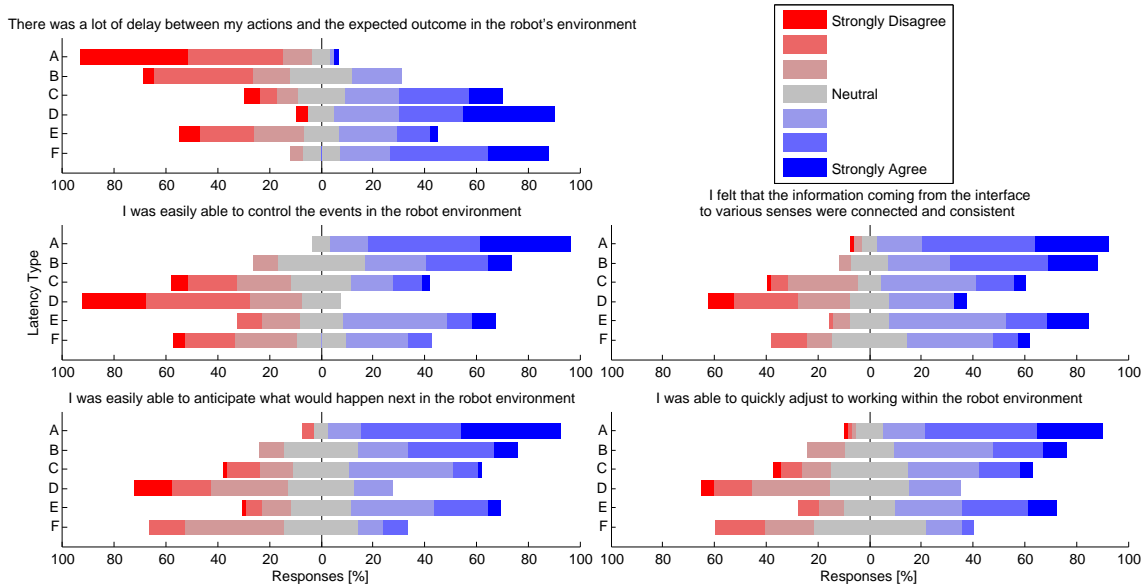 There was a lot of delay between my actions and the expected outcome in the robot's environment
A
B
C
D
E
F
100 80 60 40 20 0 20 40 60 80 100
Strongly Disagree
Neutral
Strongly Agree
I was easily able to control the events in the robot environment
Latency Type
A
B
C
D
E
F
100 80 60 40 20 0 20 40 60 80 100
I felt that the information coming from the interface
to various senses were connected and consistent
A
B
C
D
E
F
100 80 60 40 20 0 20 40 60 80 100
I was easily able to anticipate what would happen next in the robot environment
A
B
C
D
E
F
100 80 60 40 20 0 20 40 60 80 100
Responses [%]
I was able to quickly adjust to working within the robot environment
A
B
C
D
E
F
100 80 60 40 20 0 20 40 60 80 100
Responses [%]